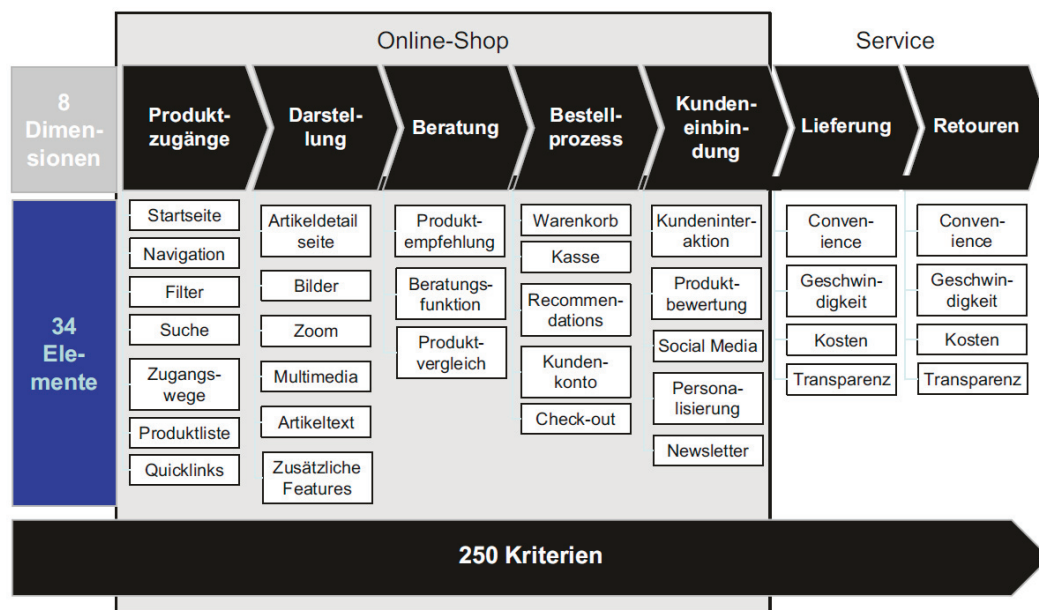 Online-Shop
Service
8
Dimen-
sionen
Produkt-
zugänge
Darstel-
lung
Beratung
Bestell-
prozess
Kunden-
einbin-
dung
Lieferung
Retouren
34
Ele-
mente
Startseite
Navigation
Filter
Suche
Zugangs-
wege
Produktliste
Quicklinks
Artikeldetail
seite
Bilder
Zoom
Multimedia
Artikeltext
Zusätzliche
Features
Produkt-
empfehlung
Beratungs-
funktion
Produkt-
vergleich
Warenkorb
Kasse
Recommen-
dations
Kunden-
konto
Check-out
Kundeninter-
aktion
Produkt-
bewertung
Social Media
Persona-
lisierung
Newsletter
Conven-
ience
Geschwin-
digkeit
Kosten
Transparenz
Conven-
ience
Geschwin-
digkeit
Kosten
Transparenz
250 Kriterien